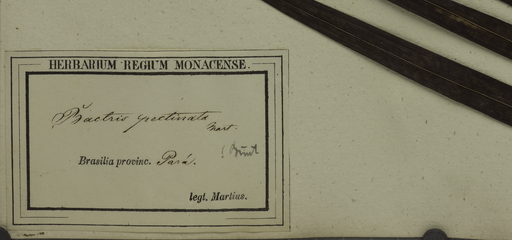 HERBARIUM REGIUM MONACENSE.
Bactris pectinata
Mart.
Brasilia provinc. Pará.
legt. Martius.